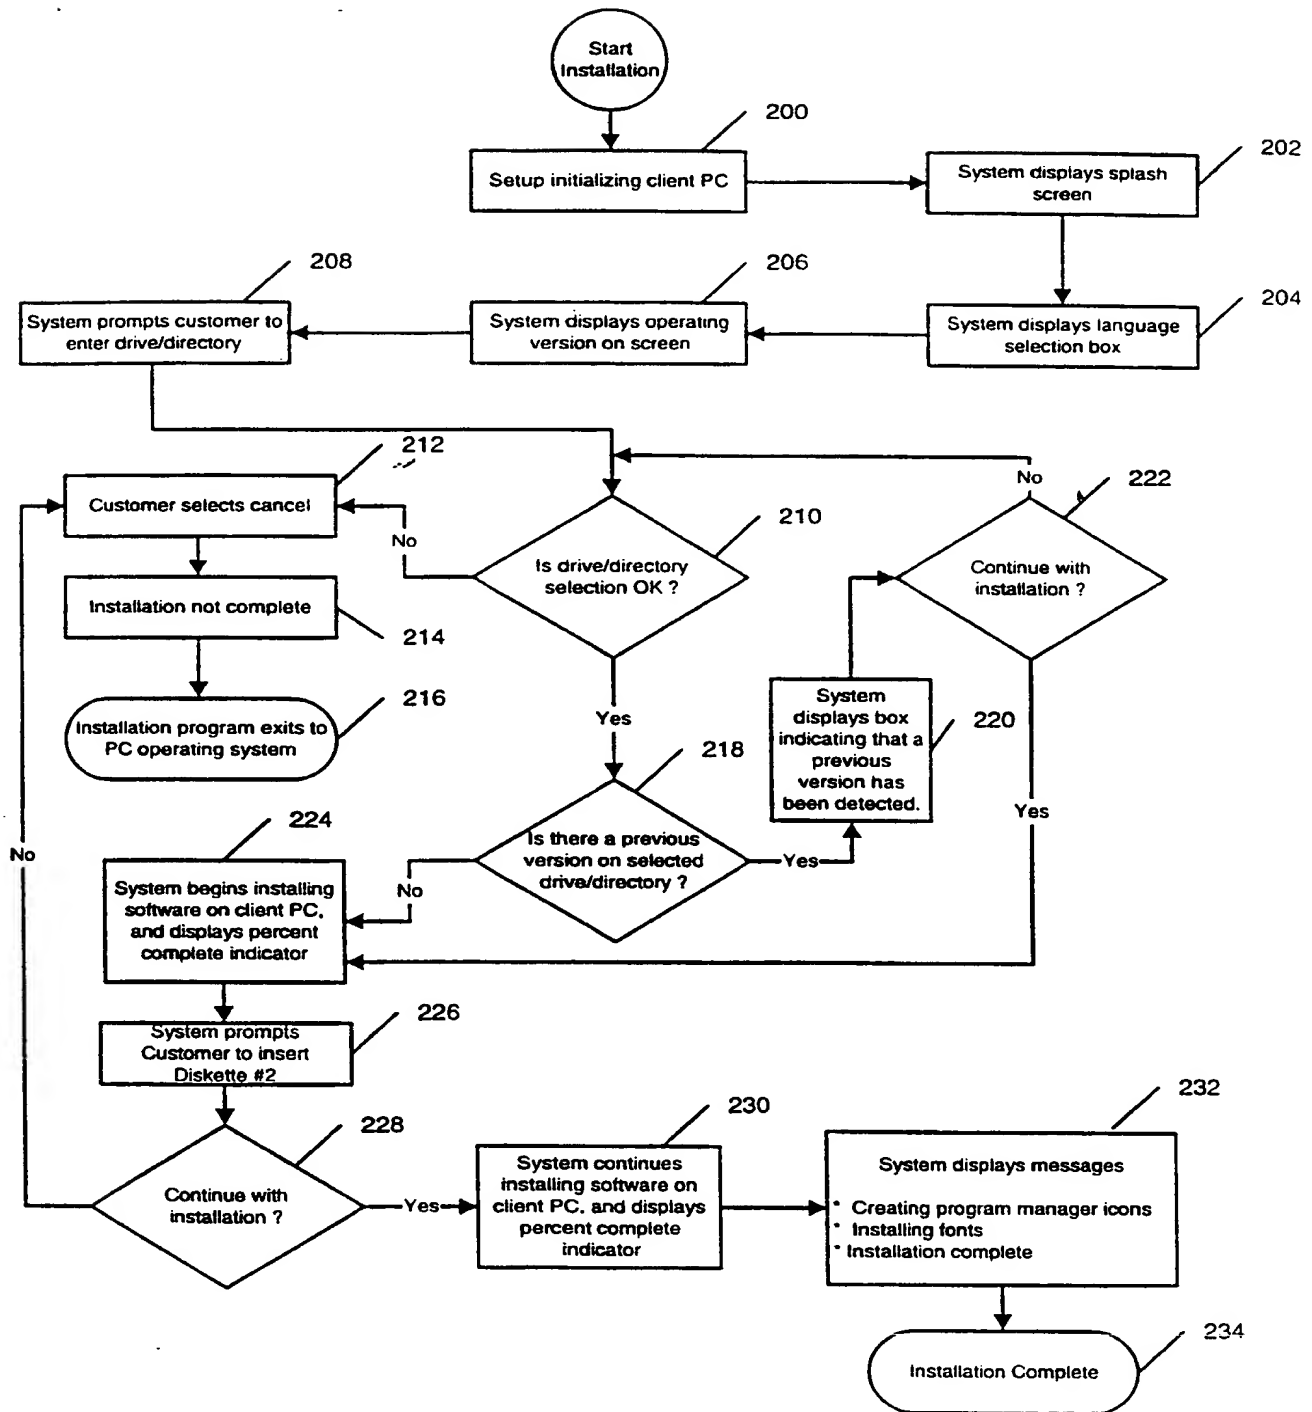 Start
Installation
200
Setup initializing client PC
202
System displays splash
screen
208
System prompts customer to
enter drive/directory
206
System displays operating
version on screen
204
System displays language
selection box
212
Customer selects cancel
No
222
No
210
Is drive/directory
selection OK ?
Continue with
installation ?
Installation not complete
214
216
Installation program exits to
PC operating system
Yes
System
displays box
indicating that a
previous
version has
been detected.
220
218
Is there a previous
version on selected
drive/directory ?
Yes
Yes
No
No
224
System begins installing
software on client PC,
and displays percent
complete indicator
226
System prompts
Customer to insert
Diskette #2
228
Continue with
installation ?
Yes
230
System continues
installing software on
client PC, and displays
percent complete
indicator
232
System displays messages
* Creating program manager icons
* Installing fonts
* Installation complete
234
Installation Complete